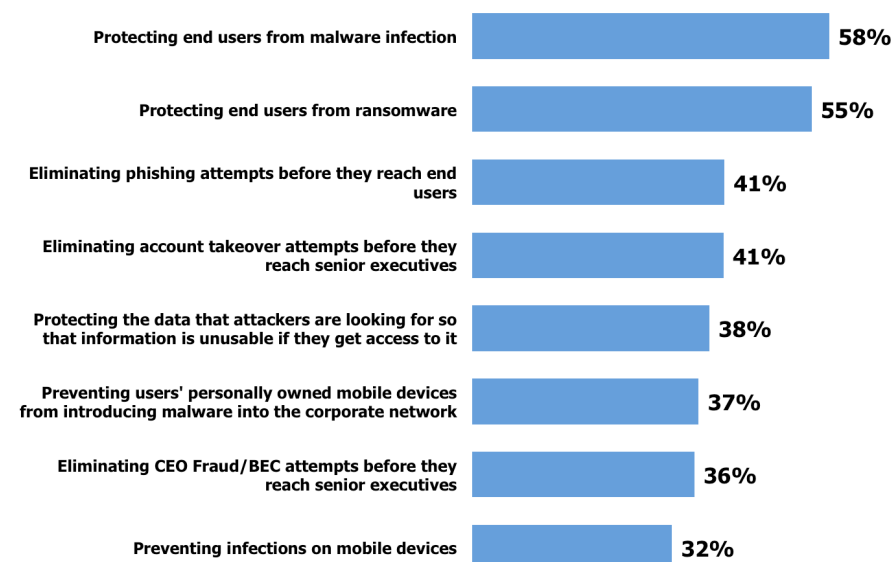 Protecting end users from malware infection
58%
Protecting end users from ransomware
55%
Eliminating phishing attempts before they reach end
users
41%
Eliminating account takeover attempts before they
reach senior executives
41%
Protecting the data that attackers are looking for so
that information is unusable if they get access to it
38%
Preventing users' personally owned mobile devices
from introducing malware into the corporate network
37%
Eliminating CEO Fraud/BEC attempts before they
reach senior executives
36%
Preventing infections on mobile devices
32%